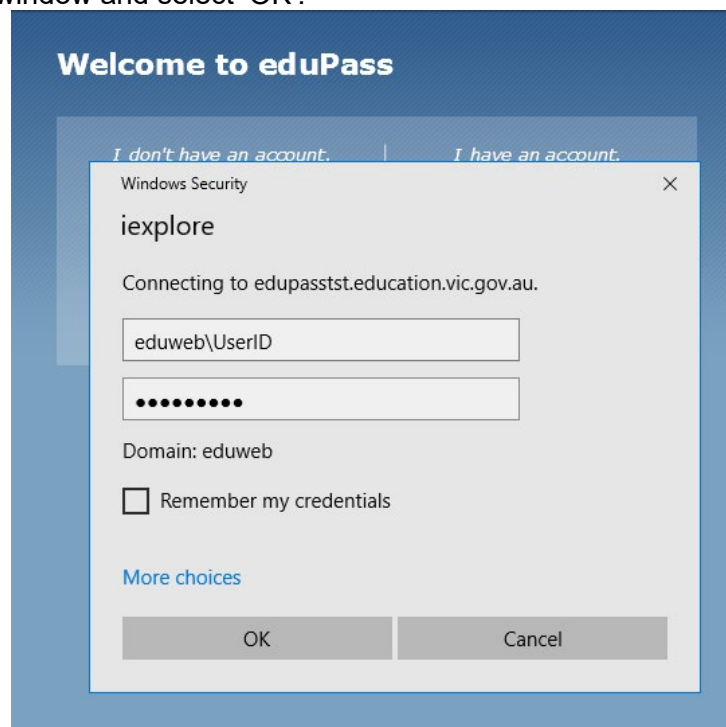 window and select 'OK'.
Welcome to eduPass
I don't have an account.
I have an account.
Windows Security
iexplore
Connecting to edupasstst.education.vic.gov.au.
eduweb\UserID
●●●●●●●●●
Domain: eduweb
Remember my credentials
More choices
OK
Cancel